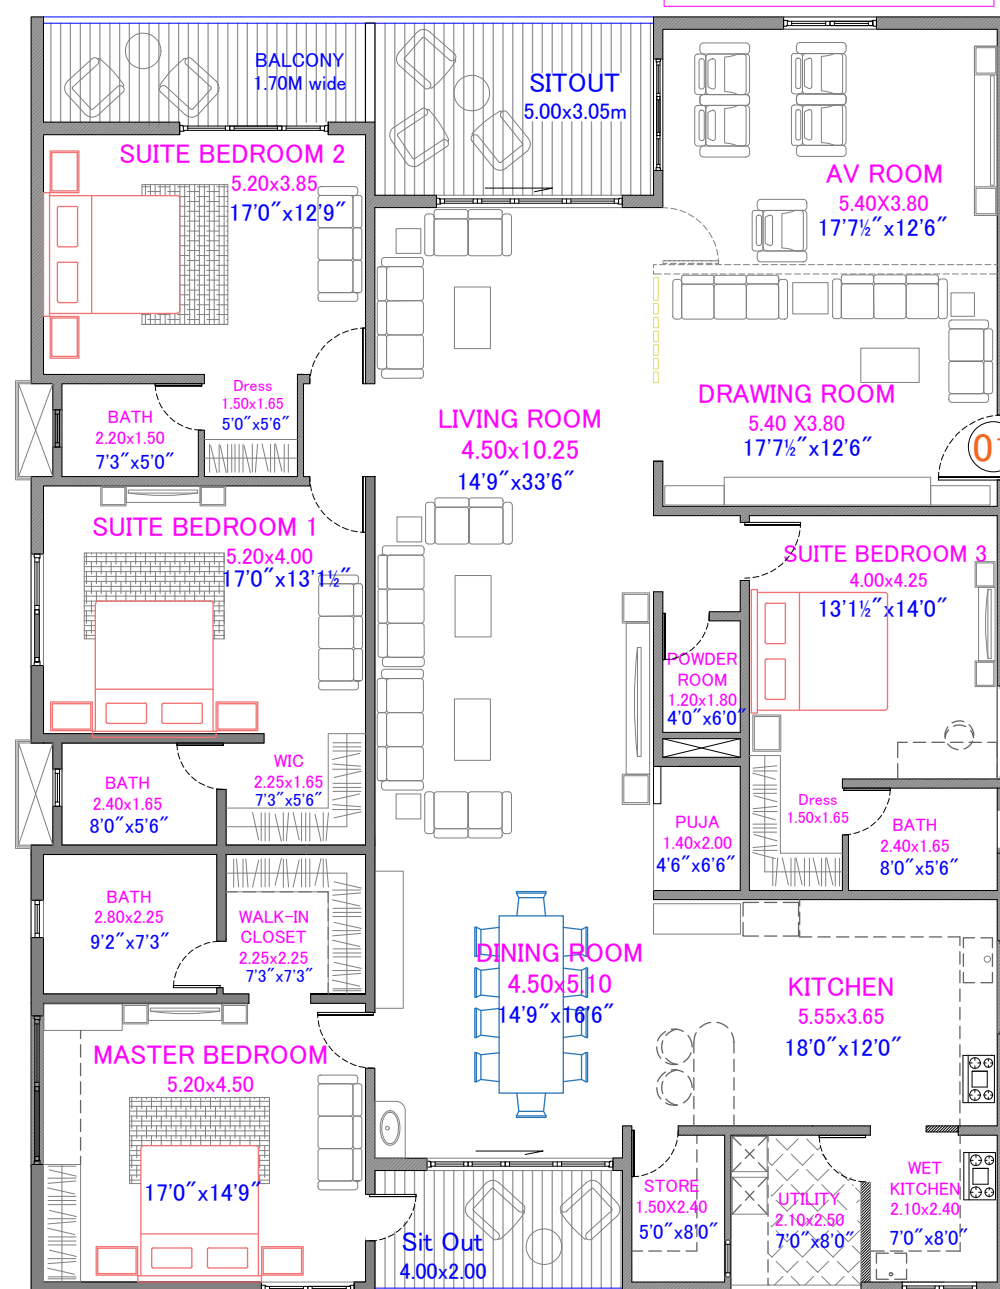 BALCONY
1.70M wide
SITOUT
5.00x3.05m
SUITE BEDROOM 2
5.20x3.85
17'0"x12'9"
AV ROOM
5.40X3.80
17'7½"x12'6"
Dress
1.50x1.65
5'0"x5'6"
BATH
2.20x1.50
7'3"x5'0"
LIVING ROOM
4.50x10.25
14'9"x33'6"
DRAWING ROOM
5.40 X3.80
17'7½"x12'6"
SUITE BEDROOM 1
5.20x4.00
17'0"x13'1½"
SUITE BEDROOM 3
4.00x4.25
13'1½"x14'0"
POWDER
ROOM
1.20x1.80
4'0"x6'0"
WIC
2.25x1.65
7'3"x5'6"
BATH
2.40x1.65
8'0"x5'6"
PUJA
1.40x2.00
4'6"x6'6"
Dress
1.50x1.65
BATH
2.40x1.65
8'0"x5'6"
BATH
2.80x2.25
9'2"x7'3"
WALK-IN
CLOSET
2.25x2.25
7'3"x7'3"
DINING ROOM
4.50x5.10
14'9"x16'6"
KITCHEN
5.55x3.65
18'0"x12'0"
MASTER BEDROOM
5.20x4.50
17'0"x14'9"
Sit Out
4.00x2.00
STORE
1.50X2.40
5'0"x8'0"
UTILITY
2.10x2.50
7'0"x8'0"
WET
KITCHEN
2.10x2.40
7'0"x8'0"